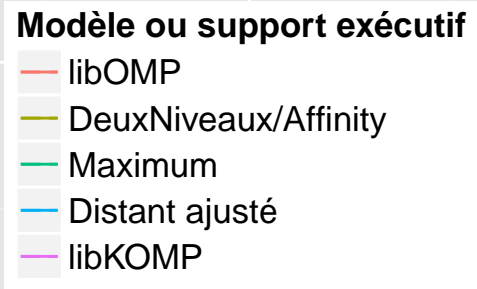 Modèle ou support exécutif
libOMP
DeuxNiveaux/Affinity
Maximum
Distant ajusté
libKOMP